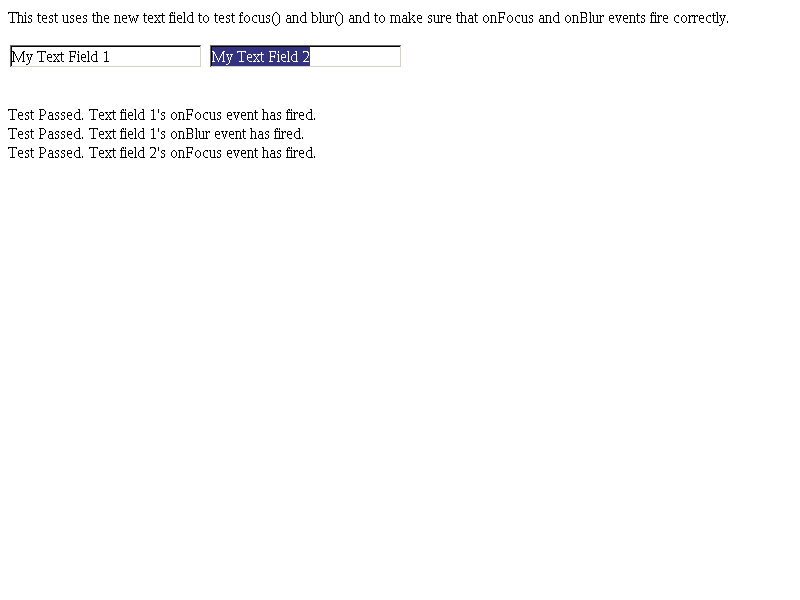 This test uses the new text field to test focus() and blur() and to make sure that onFocus and onBlur events fire correctly.
My Text Field 1 My Text Field 2
Test Passed. Text field 1's onFocus event has fired.
Test Passed. Text field 1's onBlur event has fired.
Test Passed. Text field 2's onFocus event has fired.